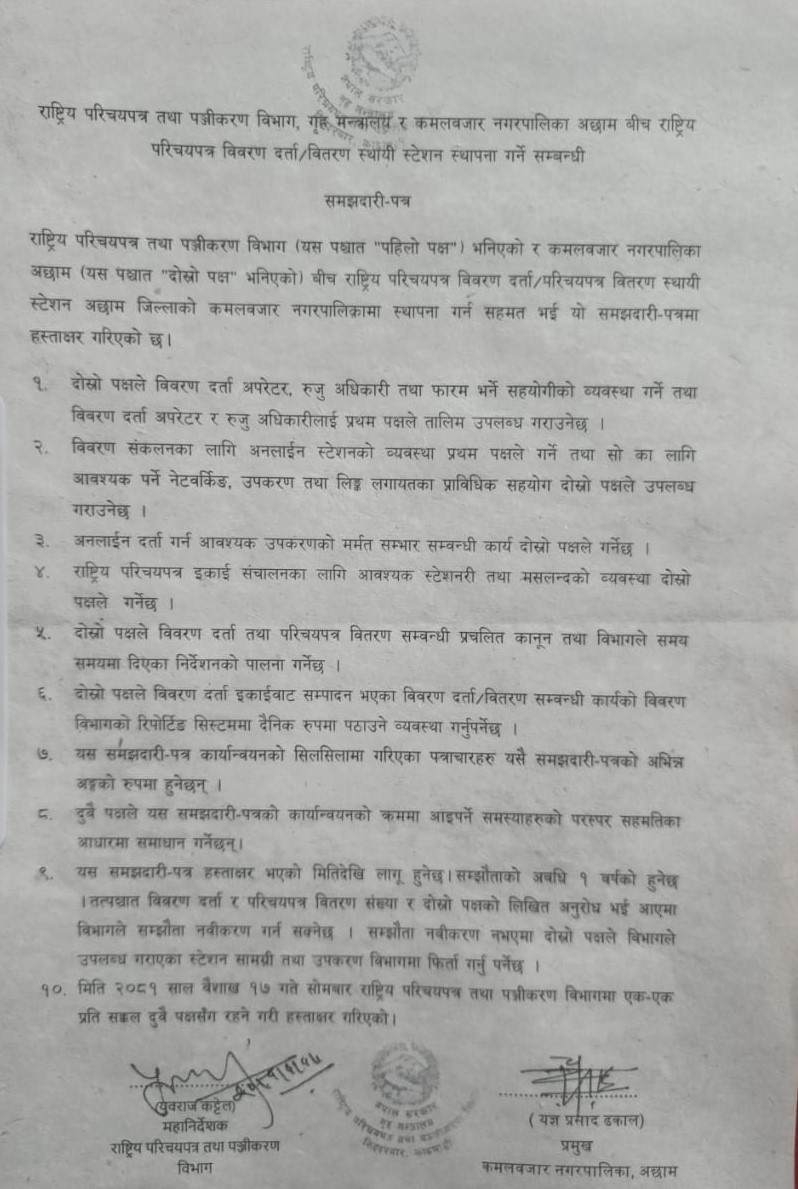 राष्ट्रिय परिचयपत्र तथा पञ्जीकरण विभाग, गृह मन्त्रालय र कमलबजार नगरपालिका अछाम बीच राष्ट्रिय
परिचयपत्र विवरण दर्ता/वितरण स्थायी स्टेशन स्थापना गर्ने सम्बन्धी
समझदारी-पत्र
राष्ट्रिय परिचयपत्र तथा पञ्जीकरण विभाग (यस पश्चात "पहिलो पक्ष") भनिएको र कमलबजार नगरपालिका
अछाम (यस पश्चात "दोस्रो पक्ष" भनिएको) बीच राष्ट्रिय परिचयपत्र विवरण दर्ता/परिचयपत्र वितरण स्थायी
स्टेशन अछाम जिल्लाको कमलबजार नगरपालिकामा स्थापना गर्न सहमत भई यो समझदारी-पत्रमा
हस्ताक्षर गरिएको छ।
१. दोस्रो पक्षले विवरण दर्ता अपरेटर, रुजु अधिकारी तथा फारम भर्ने सहयोगीको व्यवस्था गर्ने तथा
विवरण दर्ता अपरेटर र रुजु अधिकारीलाई प्रथम पक्षले तालिम उपलब्ध गराउनेछ ।
२. विवरण संकलनका लागि अनलाईन स्टेशनको व्यवस्था प्रथम पक्षले गर्ने तथा सो का लागि
आवश्यक पर्ने नेटवर्किङ, उपकरण तथा लिङ्क लगायतका प्राविधिक सहयोग दोस्रो पक्षले उपलब्ध
गराउनेछ ।
३. अनलाईन दर्ता गर्न आवश्यक उपकरणको मर्मत सम्भार सम्वन्धी कार्य दोस्रो पक्षले गर्नेछ ।
४. राष्ट्रिय परिचयपत्र इकाई संचालनका लागि आवश्यक स्टेशनरी तथा मसलन्दको व्यवस्था दोस्रो
पक्षले गर्नेछ ।
५. दोस्रो पक्षले विवरण दर्ता तथा परिचयपत्र वितरण सम्वन्धी प्रचलित कानून तथा विभागले समय
समयमा दिएका निर्देशनको पालना गर्नेछ ।
६. दोस्रो पक्षले विवरण दर्ता इकाईवाट सम्पादन भएका विवरण दर्ता/वितरण सम्वन्धी कार्यको विवरण
विभागको रिपोर्टिङ सिस्टममा दैनिक रुपमा पठाउने व्यवस्था गर्नुपर्नेछ ।
७. यस समझदारी-पत्र कार्यान्वयनको सिलसिलामा गरिएका पत्राचारहरु यसै समझदारी-पत्रको अभिन्न
अङ्गको रुपमा हुनेछन् ।
८. दुवै पक्षले यस समझदारी-पत्रको कार्यान्वयनको क्रममा आइपर्ने समस्याहरुको परस्पर सहमतिका
आधारमा समाधान गर्नेछन्।
९. यस समझदारी-पत्र हस्ताक्षर भएको मितिदेखि लागू हुनेछ।सम्झौताको अवधि १ वर्षको हुनेछ
।तत्पश्चात विवरण दर्ता र परिचयपत्र वितरण संख्या र दोस्रो पक्षको लिखित अनुरोध भई आएमा
विभागले सम्झौता नवीकरण गर्न सक्नेछ । सम्झौता नवीकरण नभएमा दोस्रो पक्षले विभागले
उपलब्ध गराएका स्टेशन सामग्री तथा उपकरण विभागमा फिर्ता गर्नु पर्नेछ ।
१०. मिति २०८१ साल वैशाख १७ गते सोमबार राष्ट्रिय परिचयपत्र तथा पञ्जीकरण विभागमा एक-एक
प्रति सक्कल दुवै पक्षसँग रहने गरी हस्ताक्षर गरिएको।
(युवराज कट्टेल)
महानिर्देशक
राष्ट्रिय परिचयपत्र तथा पञ्जीकरण
विभाग
नेपाल सरकार
गृह मन्त्रालय
(यज्ञ प्रसाद ढकाल)
प्रमुख
कमलबजार नगरपालिका, अछाम